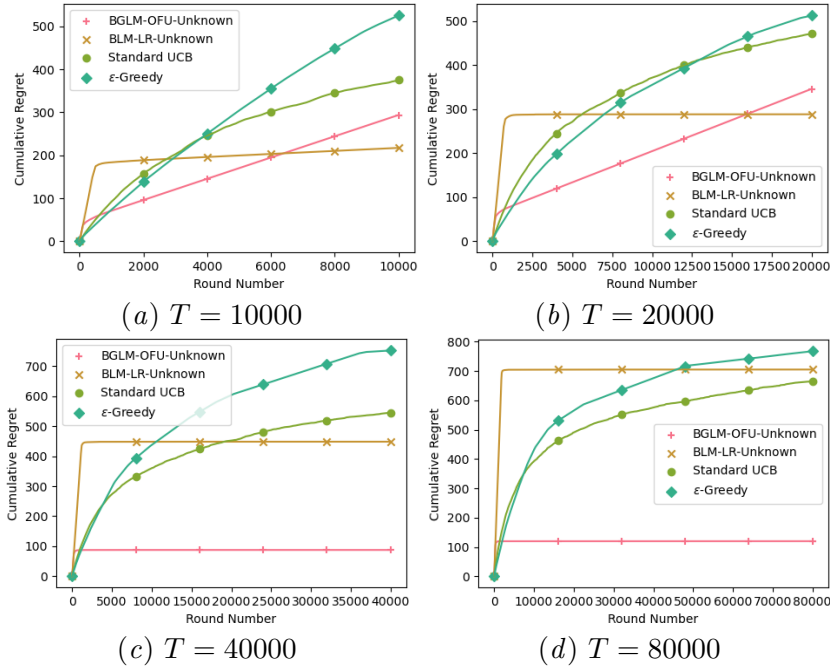 BGLM-OFU-Unknown
BLM-LR-Unknown
Standard UCB
ε-Greedy
Cumulative Regret
500
400
300
200
100
0
0 2000 4000 6000 8000 10000
Round Number
(a) T = 10000
BGLM-OFU-Unknown
BLM-LR-Unknown
Standard UCB
ε-Greedy
Cumulative Regret
500
400
300
200
100
0
0 2500 5000 7500 10000 12500 15000 17500 20000
Round Number
(b) T = 20000
BGLM-OFU-Unknown
BLM-LR-Unknown
Standard UCB
ε-Greedy
Cumulative Regret
700
600
500
400
300
200
100
0
0 5000 10000 15000 20000 25000 30000 35000 40000
Round Number
(c) T = 40000
BGLM-OFU-Unknown
BLM-LR-Unknown
Standard UCB
ε-Greedy
Cumulative Regret
800
700
600
500
400
300
200
100
0
0 10000 20000 30000 40000 50000 60000 70000 80000
Round Number
(d) T = 80000